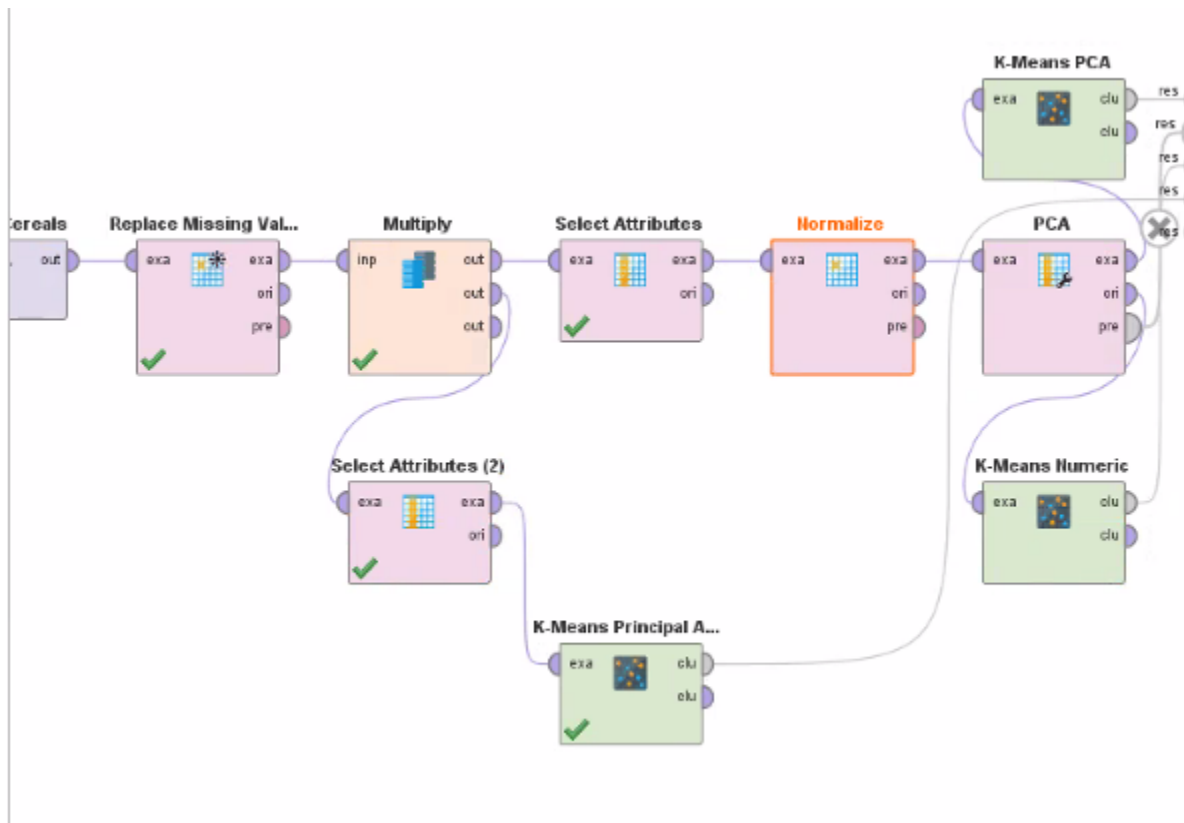 K-Means PCA
exa clu res
clu res
res
res
res
ereals
out
Replace Missing Val...
exa exa
ori
pre
Multiply
inp out
out
out
Select Attributes
exa exa
ori
Normalize
exa exa
ori
pre
PCA
exa exa
ori
pre
Select Attributes (2)
exa exa
ori
K-Means Numeric
exa clu
clu
K-Means Principal A...
exa clu
clu